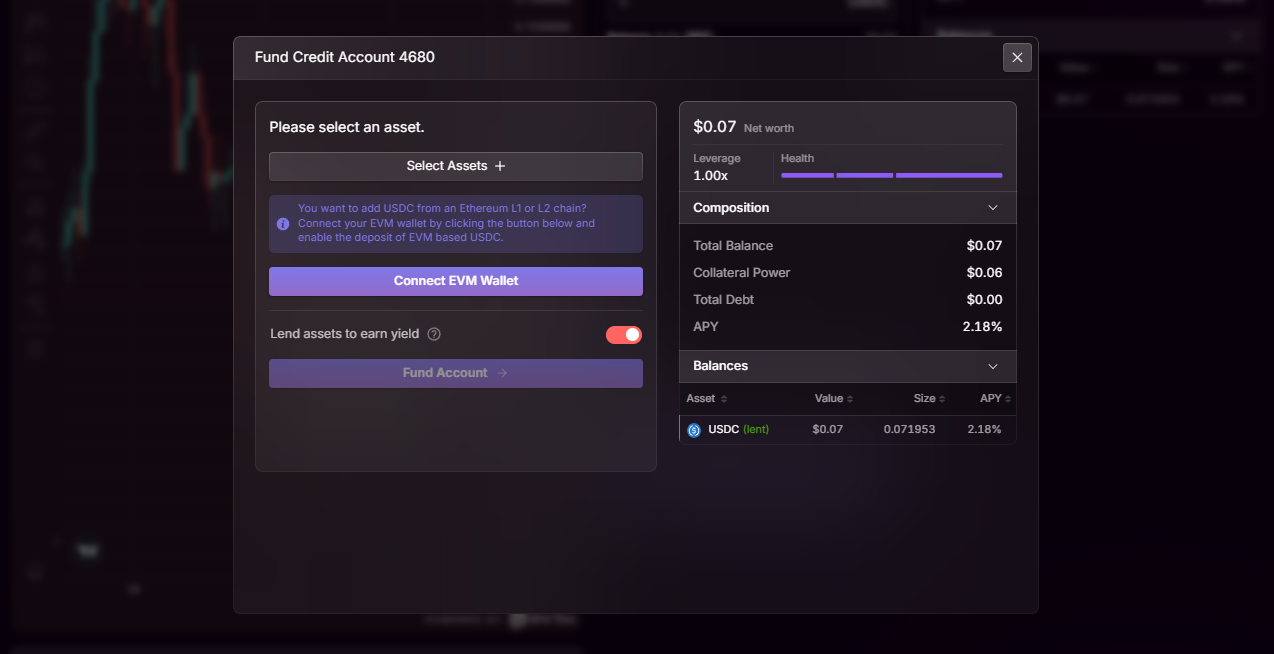 Fund Credit Account 4680
Please select an asset.
Select Assets
You want to add USDC from an Ethereum L1 or L2 chain?
Connect your EVM wallet by clicking the button below and
enable the deposit of EVM based USDC.
Connect EVM Wallet
Lend assets to earn yield
Fund Account
$0.07 Net worth
Leverage Health
1.00x
Composition
Total Balance $0.07
Collateral Power $0.06
Total Debt $0.00
APY 2.18%
Balances
Asset Value Size APY
USDC (lent) $0.07 0.071953 2.18%